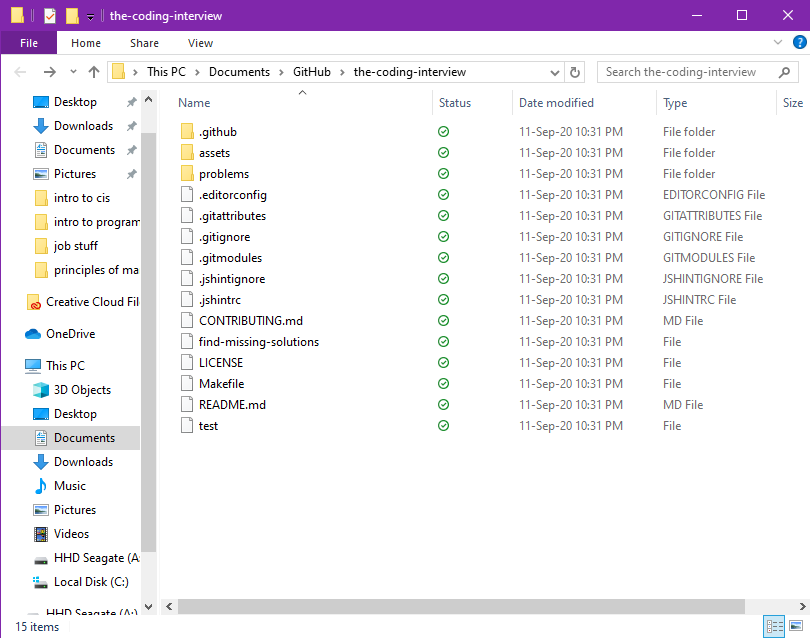 the-coding-interview
File Home Share View
This PC Documents GitHub the-coding-interview Search the-coding-interview
Name Status Date modified Type Size
Desktop
Downloads
Documents
Pictures
intro to cis
intro to program
job stuff
principles of ma
Creative Cloud Fil
OneDrive
This PC
3D Objects
Desktop
Documents
Downloads
Music
Pictures
Videos
HHD Seagate (A:
Local Disk (C:)
HHD Seagate (A:)
.github 11-Sep-20 10:31 PM File folder
assets 11-Sep-20 10:31 PM File folder
problems 11-Sep-20 10:31 PM File folder
.editorconfig 11-Sep-20 10:31 PM EDITORCONFIG File
.gitattributes 11-Sep-20 10:31 PM GITATTRIBUTES File
.gitignore 11-Sep-20 10:31 PM GITIGNORE File
.gitmodules 11-Sep-20 10:31 PM GITMODULES File
.jshintignore 11-Sep-20 10:31 PM JSHINTIGNORE File
.jshintrc 11-Sep-20 10:31 PM JSHINTRC File
CONTRIBUTING.md 11-Sep-20 10:31 PM MD File
find-missing-solutions 11-Sep-20 10:31 PM File
LICENSE 11-Sep-20 10:31 PM File
Makefile 11-Sep-20 10:31 PM File
README.md 11-Sep-20 10:31 PM MD File
test 11-Sep-20 10:31 PM File
15 items